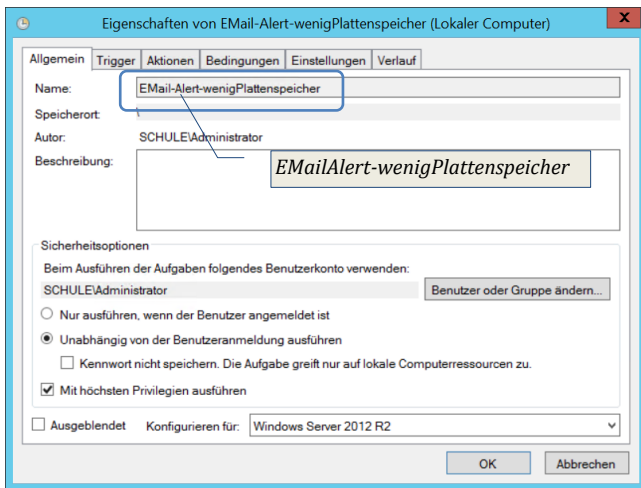 Eigenschaften von EMail-Alert-wenigPlattenspeicher (Lokaler Computer)
x
Allgemein Trigger Aktionen Bedingungen Einstellungen Verlauf
Name: EMail-Alert-wenigPlattenspeicher
Speicherort: \
Autor: SCHULE\Administrator
Beschreibung:
EMailAlert-wenigPlattenspeicher
Sicherheitsoptionen
Beim Ausführen der Aufgaben folgendes Benutzerkonto verwenden:
SCHULE\Administrator Benutzer oder Gruppe ändern...
Nur ausführen, wenn der Benutzer angemeldet ist
Unabhängig von der Benutzeranmeldung ausführen
Kennwort nicht speichern. Die Aufgabe greift nur auf lokale Computerressourcen zu.
Mit höchsten Privilegien ausführen
Ausgeblendet Konfigurieren für: Windows Server 2012 R2
OK Abbrechen